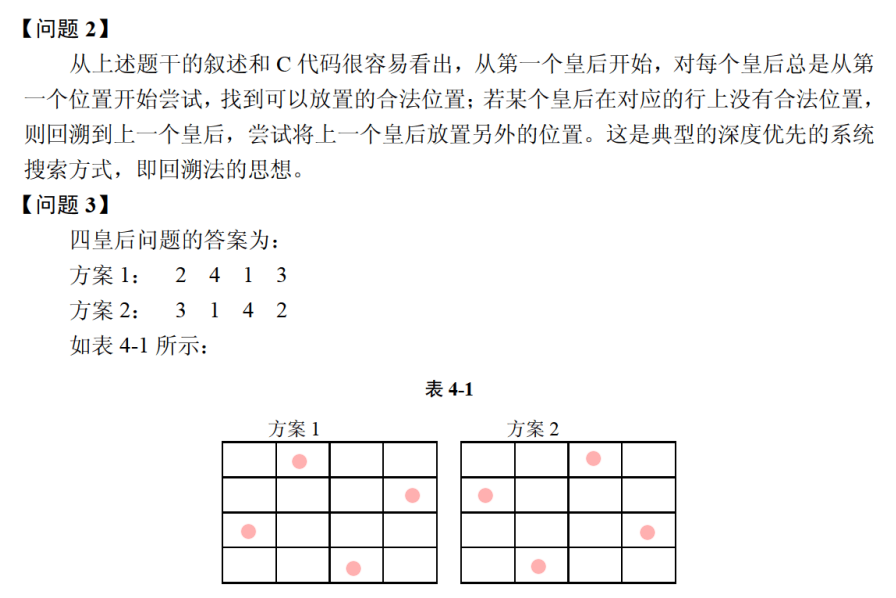 【问题 2】
从上述题干的叙述和 C 代码很容易看出，从第一个皇后开始，对每个皇后总是从第
一个位置开始尝试，找到可以放置的合法位置；若某个皇后在对应的行上没有合法位置，
则回溯到上一个皇后，尝试将上一个皇后放置另外的位置。这是典型的深度优先的系统
搜索方式，即回溯法的思想。
【问题 3】
四皇后问题的答案为：
方案 1： 2 4 1 3
方案 2： 3 1 4 2
如表 4-1 所示：
表 4-1
方案 1 方案 2